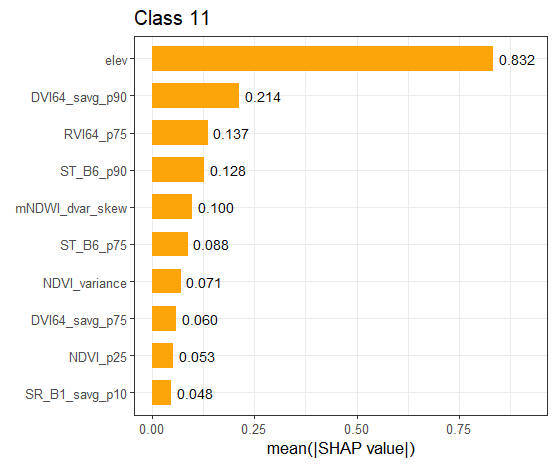 Class 11
elev 0.832
DVI64_savg_p90 0.214
RVI64_p75 0.137
ST_B6_p90 0.128
mNDWI_dvar_skew 0.100
ST_B6_p75 0.088
NDVI_variance 0.071
DVI64_savg_p75 0.060
NDVI_p25 0.053
SR_B1_savg_p10 0.048
0.00 0.25 0.50 0.75
mean(|SHAP value|)